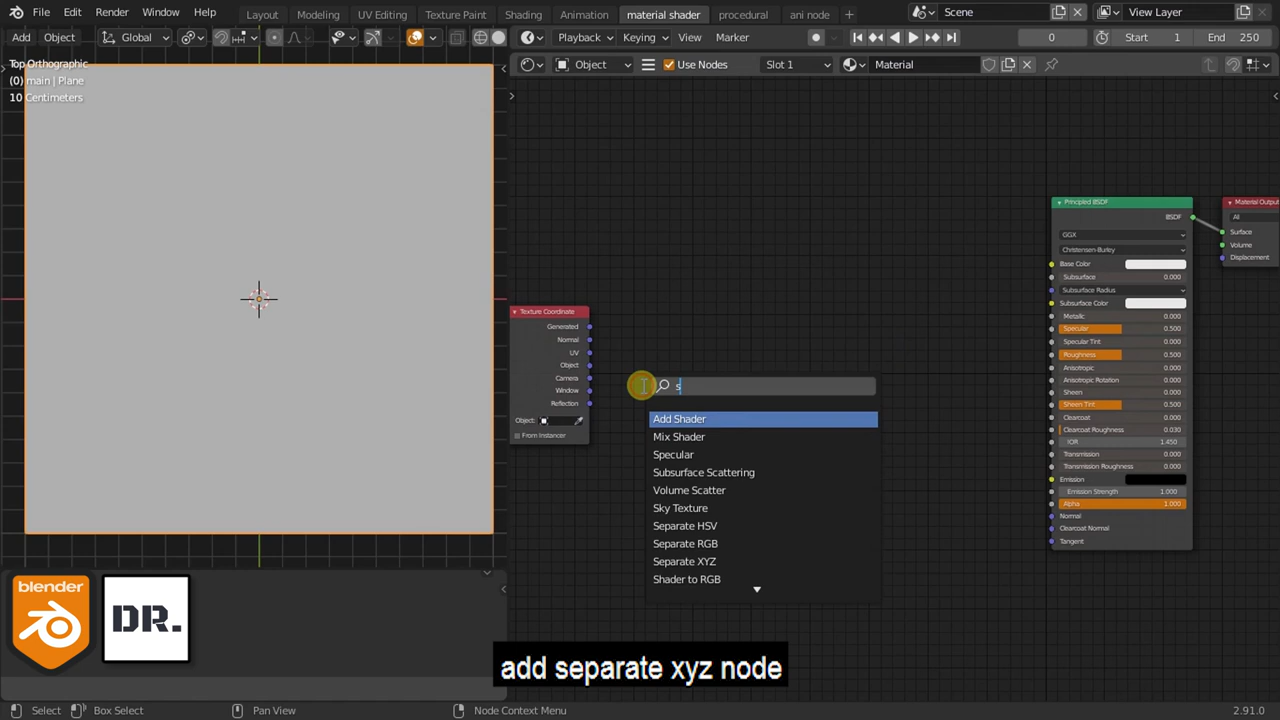 File Edit Render Window Help Layout Modeling UV Editing Texture Paint Shading Animation material shader procedural ani node + Scene View Layer
Add Object Global Playback Keying View Marker 0 Start 1 End 250
Object Use Nodes Slot 1 Material
Top Orthographic
(0) main | Plane
10 Centimeters
Texture Coordinate
Generated
Normal
UV
Object
Camera
Window
Reflection
Object:
From Instancer
s
Add Shader
Mix Shader
Specular
Subsurface Scattering
Volume Scatter
Sky Texture
Separate HSV
Separate RGB
Separate XYZ
Shader to RGB
Principled BSDF
BSDF
GGX
Christensen-Burley
Base Color
Subsurface 0.000
Subsurface Radius
Subsurface Color
Metallic 0.000
Specular 0.500
Specular Tint 0.000
Roughness 0.500
Anisotropic 0.000
Anisotropic Rotation 0.000
Sheen 0.000
Sheen Tint 0.500
Clearcoat 0.000
Clearcoat Roughness 0.030
IOR 1.450
Transmission 0.000
Transmission Roughness 0.000
Emission
Emission Strength 1.000
Alpha 1.000
Normal
Clearcoat Normal
Tangent
Material Output
All
Surface
Volume
Displacement
blender
DR.
add separate xyz node
Select Box Select Pan View Node Context Menu 2.91.0